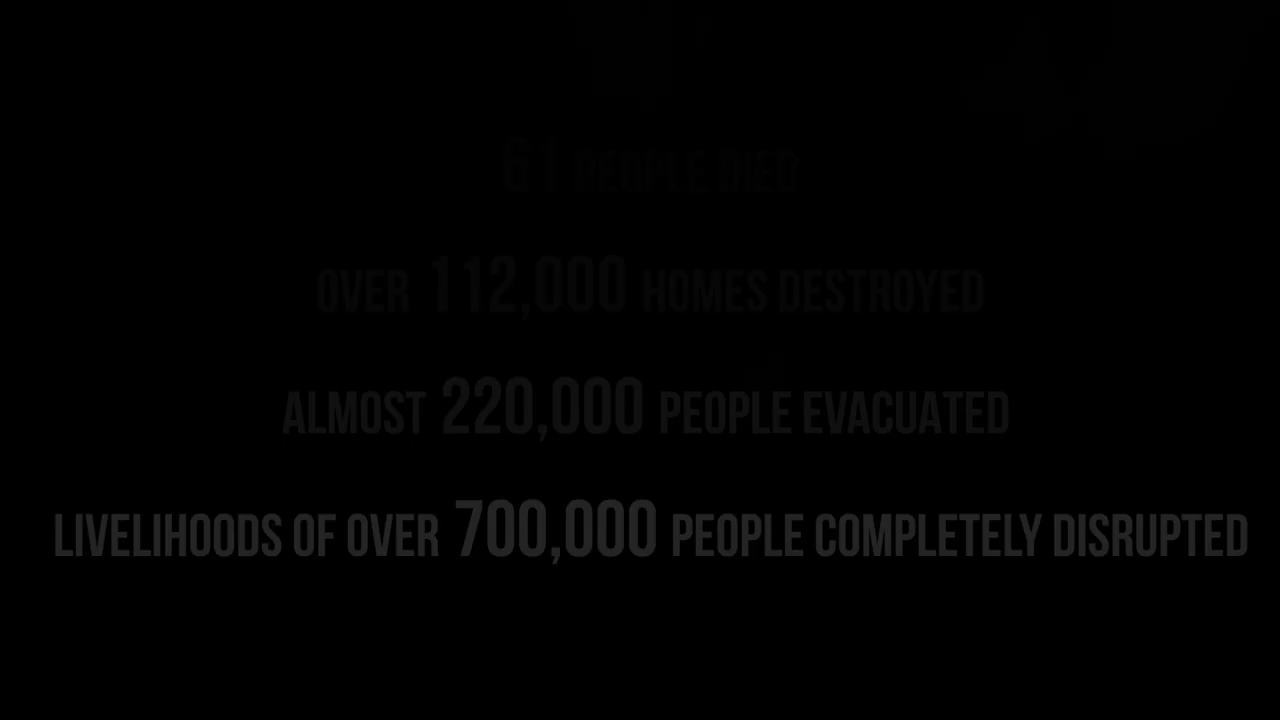 61 PEOPLE DIED
OVER 112,000 HOMES DESTROYED
ALMOST 220,000 PEOPLE EVACUATED
LIVELIHOODS OF OVER 700,000 PEOPLE COMPLETELY DISRUPTED